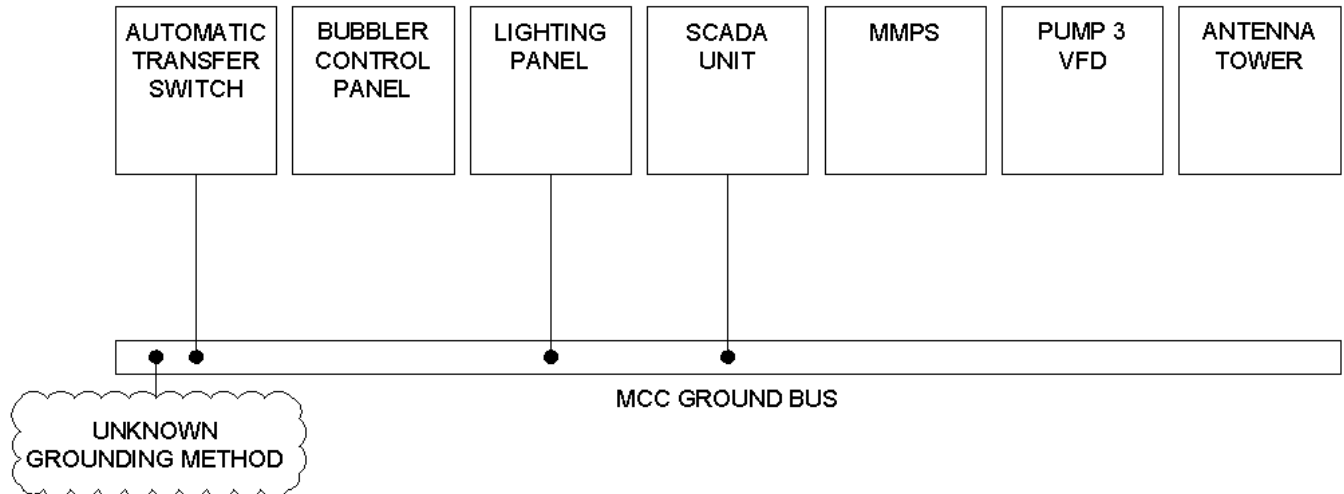 AUTOMATIC
TRANSFER
SWITCH
BUBBLER
CONTROL
PANEL
LIGHTING
PANEL
SCADA
UNIT
MMPS
PUMP 3
VFD
ANTENNA
TOWER
MCC GROUND BUS
UNKNOWN
GROUNDING METHOD